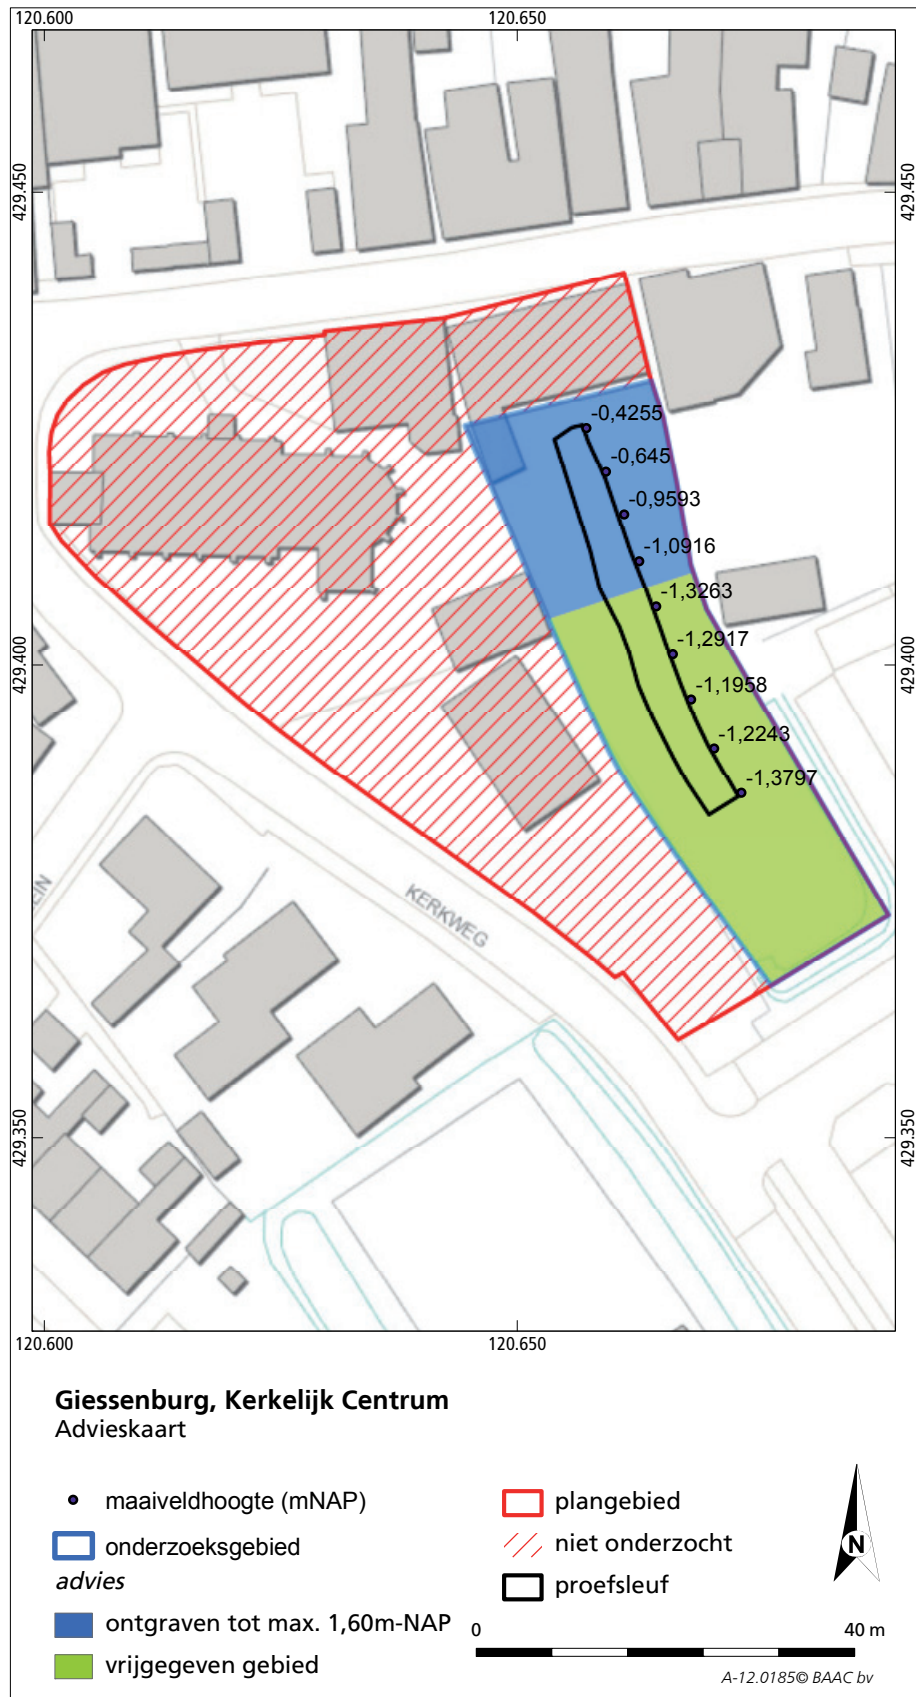 120.600
120.650
429.450
429.450
-0,4255
-0,645
-0,9593
-1,0916
-1,3263
-1,2917
-1,1958
-1,2243
-1,3797
429.400
429.400
KERKWEG
EIN
429.350
429.350
120.600
120.650
Giessenburg, Kerkelijk Centrum
Advieskaart
maaiveldhoogte (mNAP)
onderzoeksgebied
advies
ontgraven tot max. 1,60m-NAP
vrijgegeven gebied
plangebied
niet onderzocht
proefsleuf
N
0
40 m
A-12.0185© BAAC bv